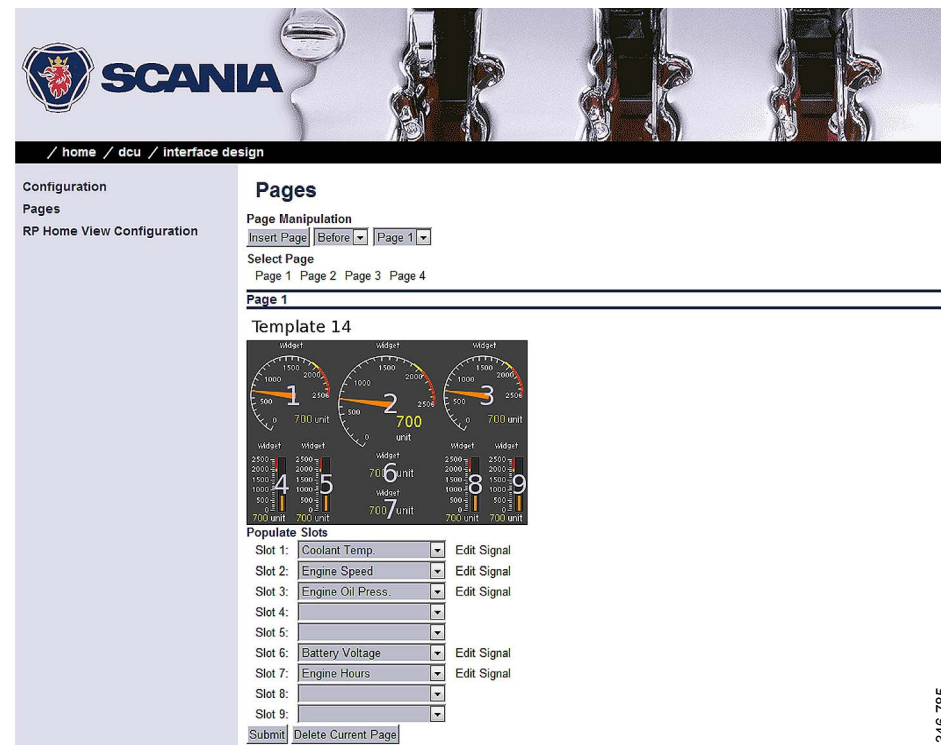 SCANIA
/ home / dcu / interface design
Configuration
Pages
RP Home View Configuration
Pages
Page Manipulation
Insert Page Before Page 1
Select Page
Page 1 Page 2 Page 3 Page 4
Page 1
Template 14
Widget Widget Widget
0 500 1000 1500 2000 2500 1 700 unit
0 500 1000 1500 2000 2500 2 700 unit
0 500 1000 1500 2000 2500 3 700 unit
Widget Widget Widget Widget Widget
2500 2000 1500 1000 500 0 4 700 unit
2500 2000 1500 1000 500 0 5 700 unit
700 6 unit
Widget
700 7 unit
2500 2000 1500 1000 500 0 8 700 unit
2500 2000 1500 1000 500 0 9 700 unit
Populate Slots
Slot 1: Coolant Temp. Edit Signal
Slot 2: Engine Speed Edit Signal
Slot 3: Engine Oil Press. Edit Signal
Slot 4:
Slot 5:
Slot 6: Battery Voltage Edit Signal
Slot 7: Engine Hours Edit Signal
Slot 8:
Slot 9:
Submit Delete Current Page